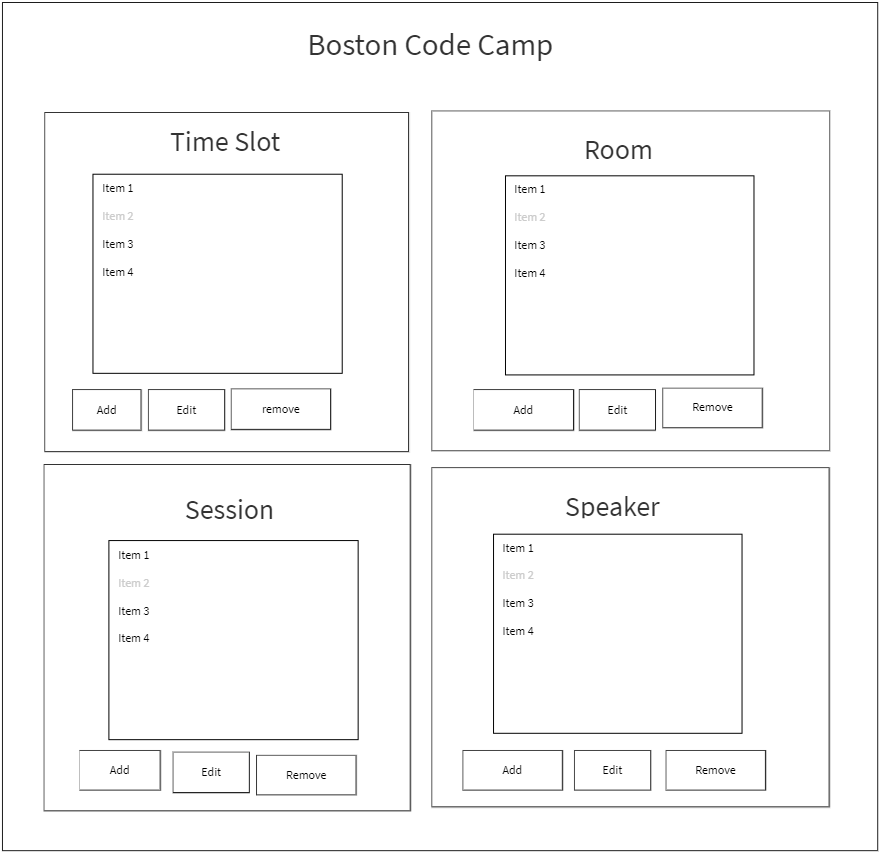 Boston Code Camp
Time Slot
Item 1
Item 2
Item 3
Item 4
Add
Edit
remove
Room
Item 1
Item 2
Item 3
Item 4
Add
Edit
Remove
Session
Item 1
Item 2
Item 3
Item 4
Add
Edit
Remove
Speaker
Item 1
Item 2
Item 3
Item 4
Add
Edit
Remove